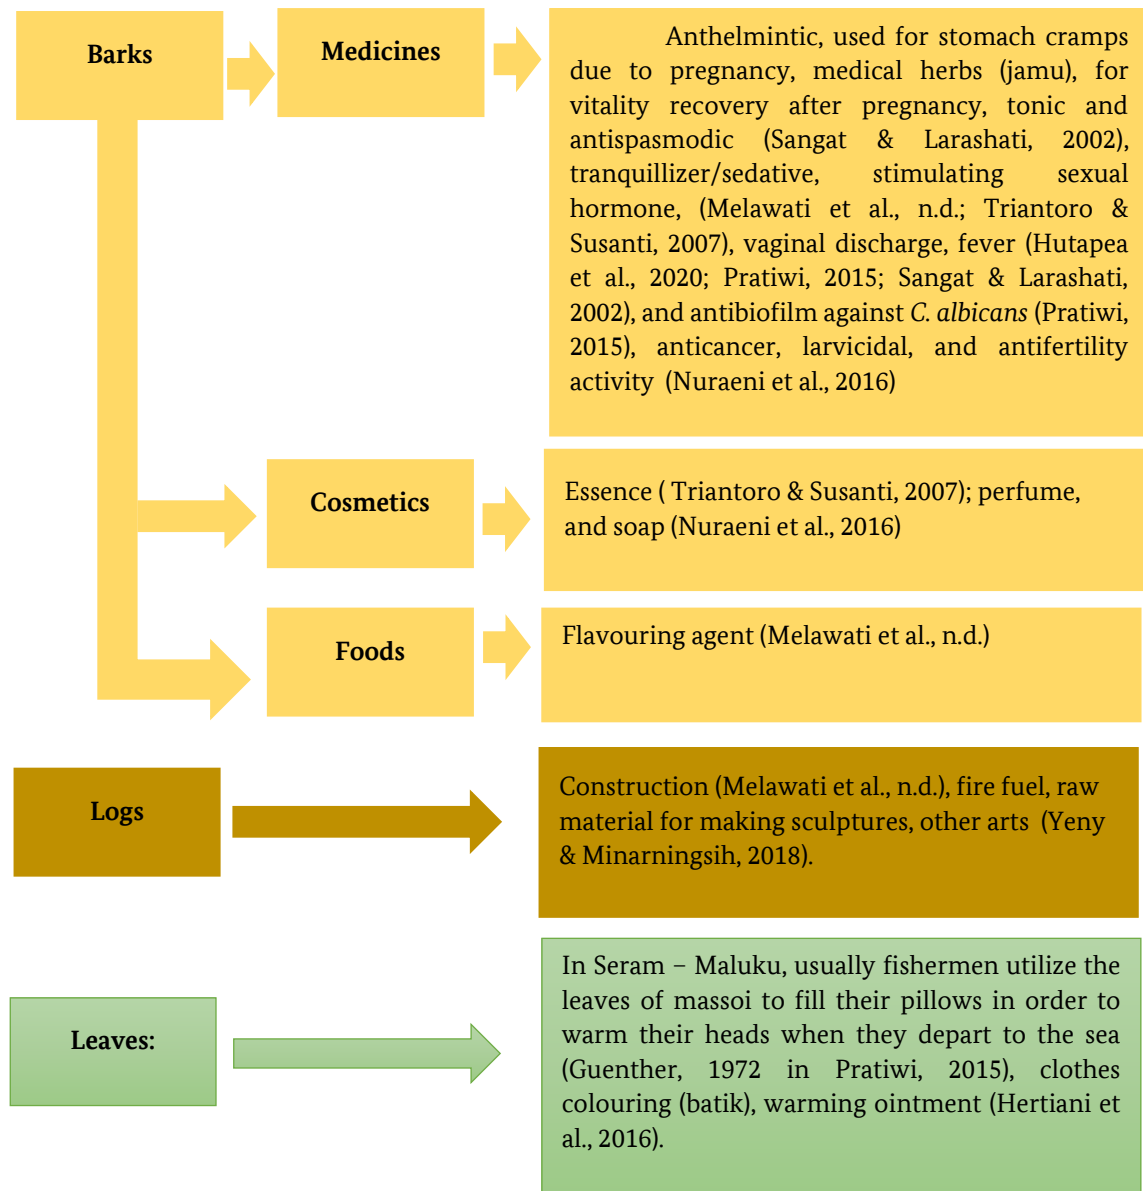 Barks
Medicines
Anthelmintic, used for stomach cramps
due to pregnancy, medical herbs (jamu), for
vitality recovery after pregnancy, tonic and
antispasmodic (Sangat & Larashati, 2002),
tranquillizer/sedative, stimulating sexual
hormone, (Melawati et al., n.d.; Triantoro &
Susanti, 2007), vaginal discharge, fever (Hutapea
et al., 2020; Pratiwi, 2015; Sangat & Larashati,
2002), and antibiofilm against C. albicans (Pratiwi,
2015), anticancer, larvicidal, and antifertility
activity (Nuraeni et al., 2016)
Cosmetics
Essence ( Triantoro & Susanti, 2007); perfume,
and soap (Nuraeni et al., 2016)
Foods
Flavouring agent (Melawati et al., n.d.)
Logs
Construction (Melawati et al., n.d.), fire fuel, raw
material for making sculptures, other arts (Yeny
& Minarningsih, 2018).
Leaves:
In Seram – Maluku, usually fishermen utilize the
leaves of massoi to fill their pillows in order to
warm their heads when they depart to the sea
(Guenther, 1972 in Pratiwi, 2015), clothes
colouring (batik), warming ointment (Hertiani et
al., 2016).